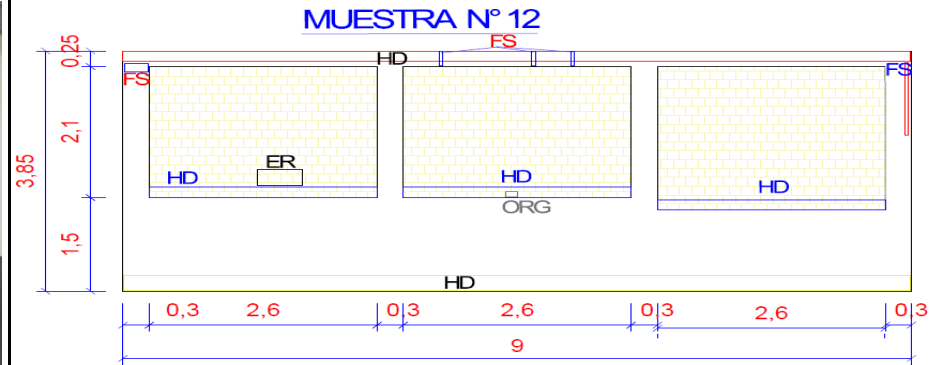 MUESTRA N° 12
0,25
FS
HD
FS
FS
2,1
3,85
ER
HD
HD
HD
ORG
1,5
HD
0,3 2,6 0,3 2,6 0,3 2,6 0,3
9